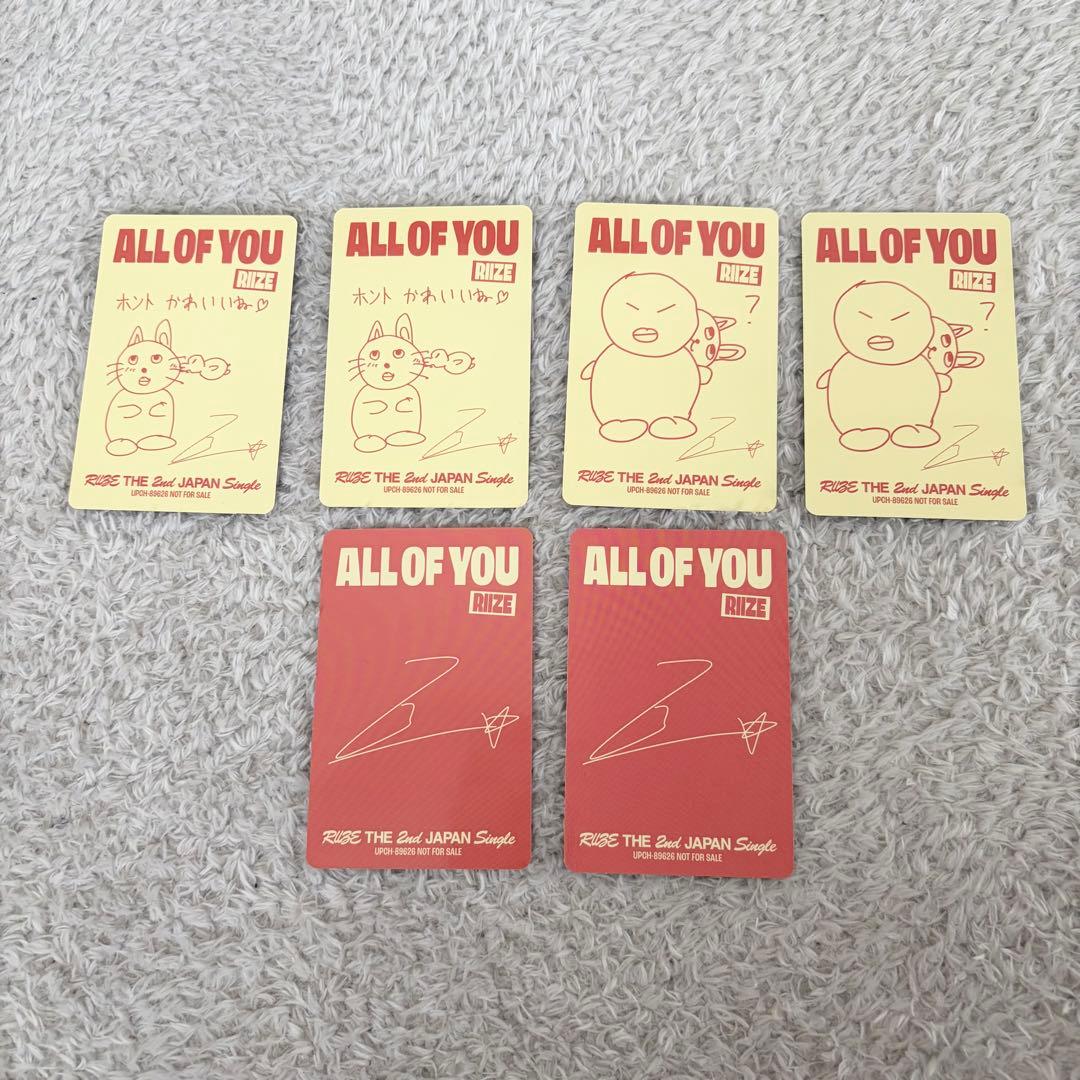 ALL OF YOU
RIIZE
ホント かわいいね♡
RIIZE THE 2nd JAPAN Single
UPCH-89626 NOT FOR SALE
ALL OF YOU
RIIZE
ホント かわいいね♡
RIIZE THE 2nd JAPAN Single
UPCH-89626 NOT FOR SALE
ALL OF YOU
RIIZE
?
RIIZE THE 2nd JAPAN Single
UPCH-89626 NOT FOR SALE
ALL OF YOU
RIIZE
?
RIIZE THE 2nd JAPAN Single
UPCH-89626 NOT FOR SALE
ALL OF YOU
RIIZE
RIIZE THE 2nd JAPAN Single
UPCH-89626 NOT FOR SALE
ALL OF YOU
RIIZE
RIIZE THE 2nd JAPAN Single
UPCH-89626 NOT FOR SALE